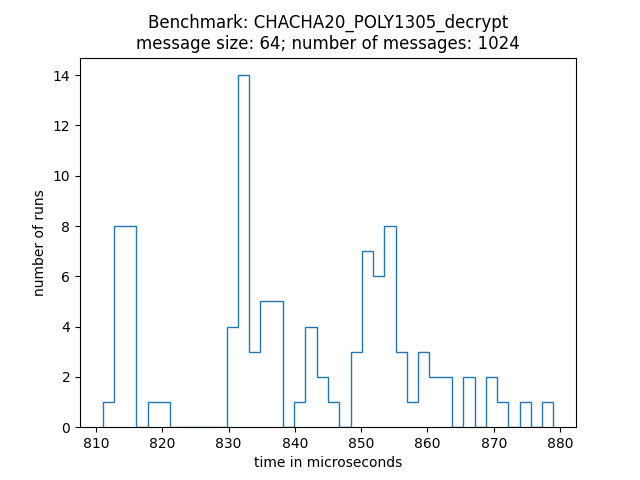 Benchmark: CHACHA20_POLY1305_decrypt
message size: 64; number of messages: 1024
14
12
10
8
6
4
2
0
number of runs
810 820 830 840 850 860 870 880
time in microseconds